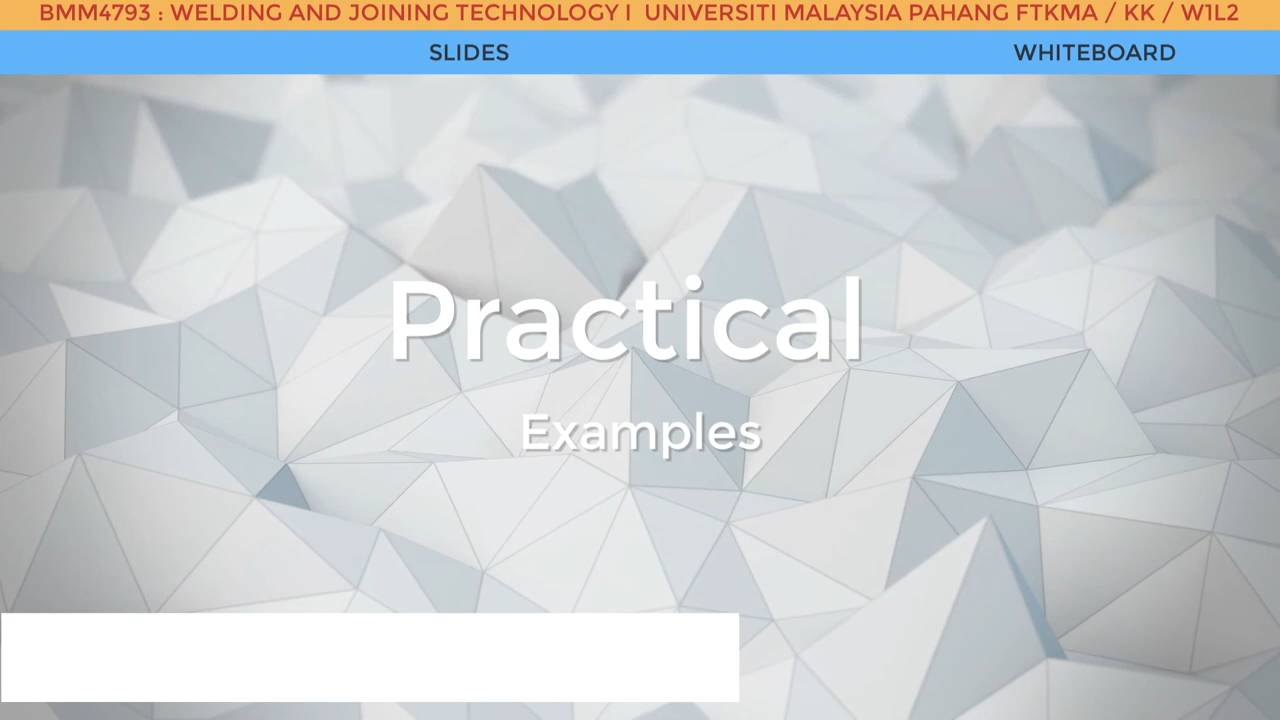 BMM4793 : WELDING AND JOINING TECHNOLOGY I UNIVERSITI MALAYSIA PAHANG FTKMA / KK / W1L2
SLIDES WHITEBOARD
Practical
Examples